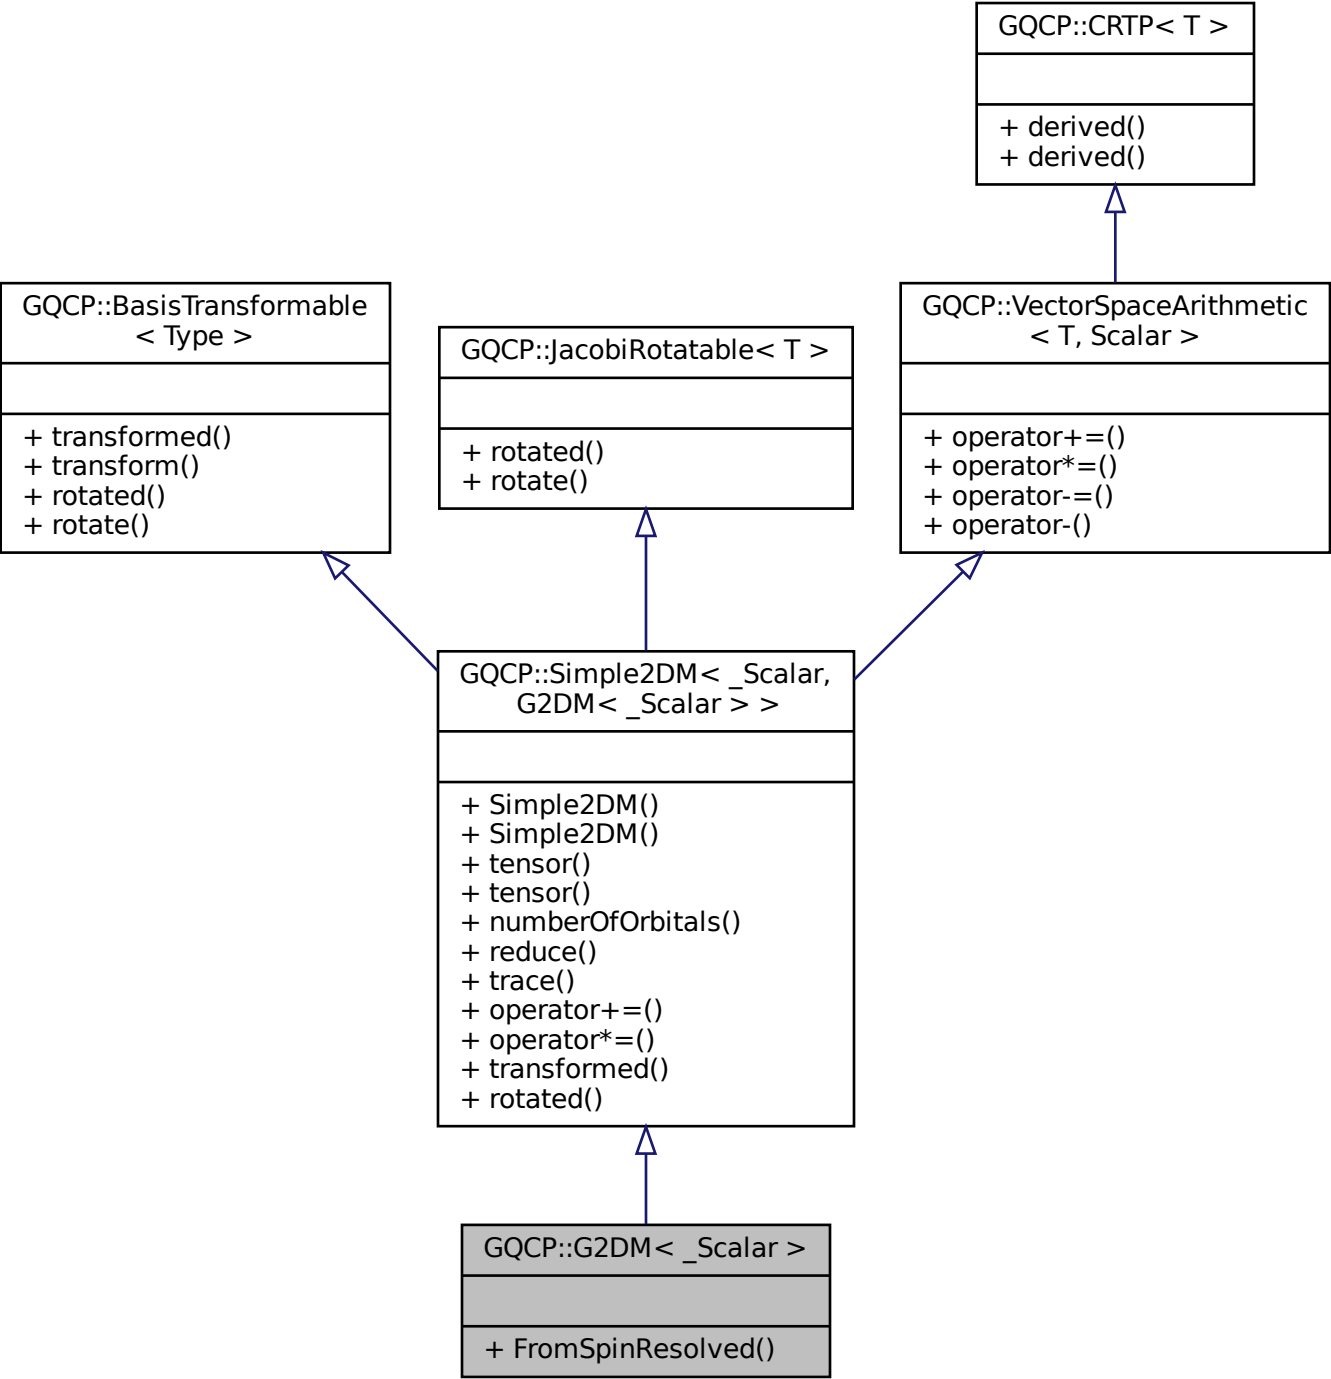 GQCP::CRTP< T >
+ derived()
+ derived()
GQCP::BasisTransformable
< Type >
+ transformed()
+ transform()
+ rotated()
+ rotate()
GQCP::JacobiRotatable< T >
+ rotated()
+ rotate()
GQCP::VectorSpaceArithmetic
< T, Scalar >
+ operator+=()
+ operator*=()
+ operator-=()
+ operator-()
GQCP::Simple2DM< _Scalar,
G2DM< _Scalar > >
+ Simple2DM()
+ Simple2DM()
+ tensor()
+ tensor()
+ numberOfOrbitals()
+ reduce()
+ trace()
+ operator+=()
+ operator*=()
+ transformed()
+ rotated()
GQCP::G2DM< _Scalar >
+ FromSpinResolved()